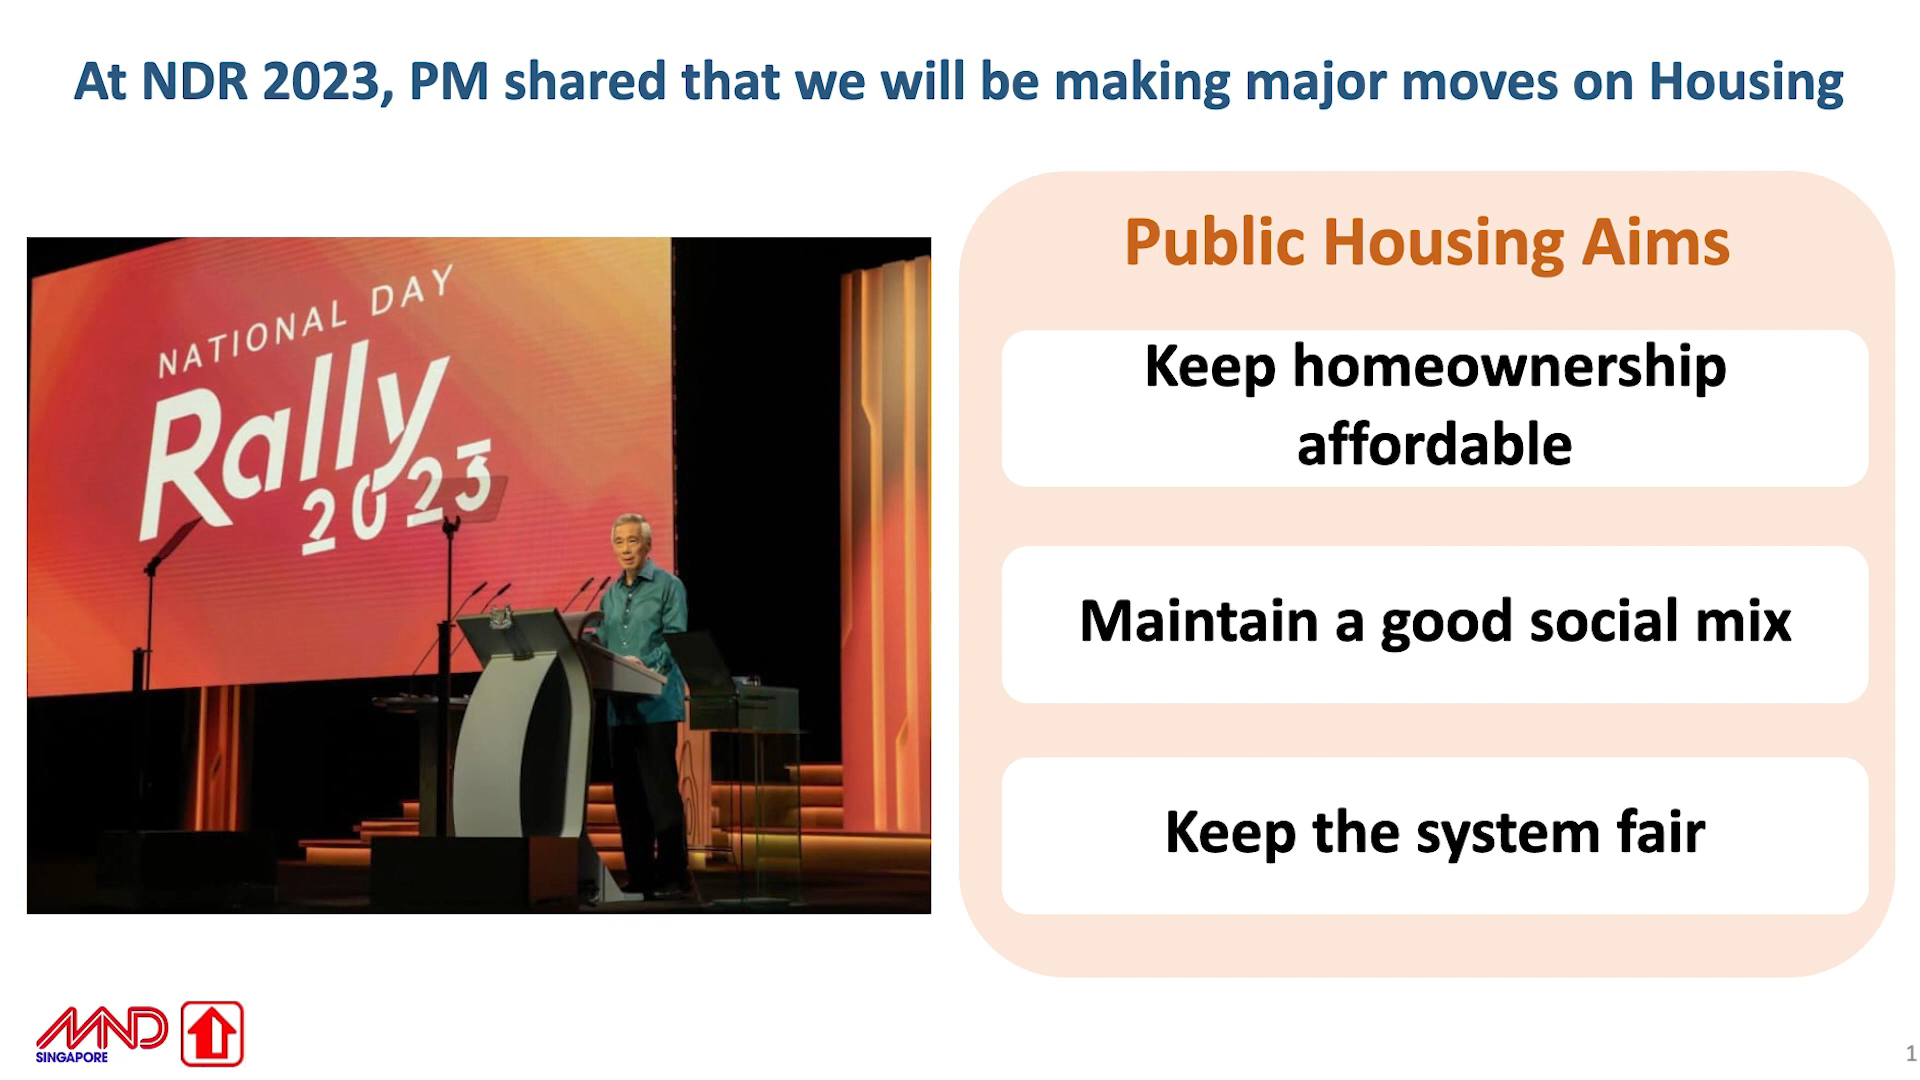 At NDR 2023, PM shared that we will be making major moves on Housing
NATIONAL DAY
Rally
2023
Public Housing Aims
Keep homeownership
affordable
Maintain a good social mix
Keep the system fair
MND
SINGAPORE
1